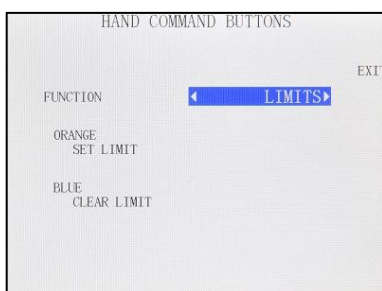 HAND COMMAND BUTTONS
EXIT
FUNCTION LIMITS
ORANGE
SET LIMIT
BLUE
CLEAR LIMIT